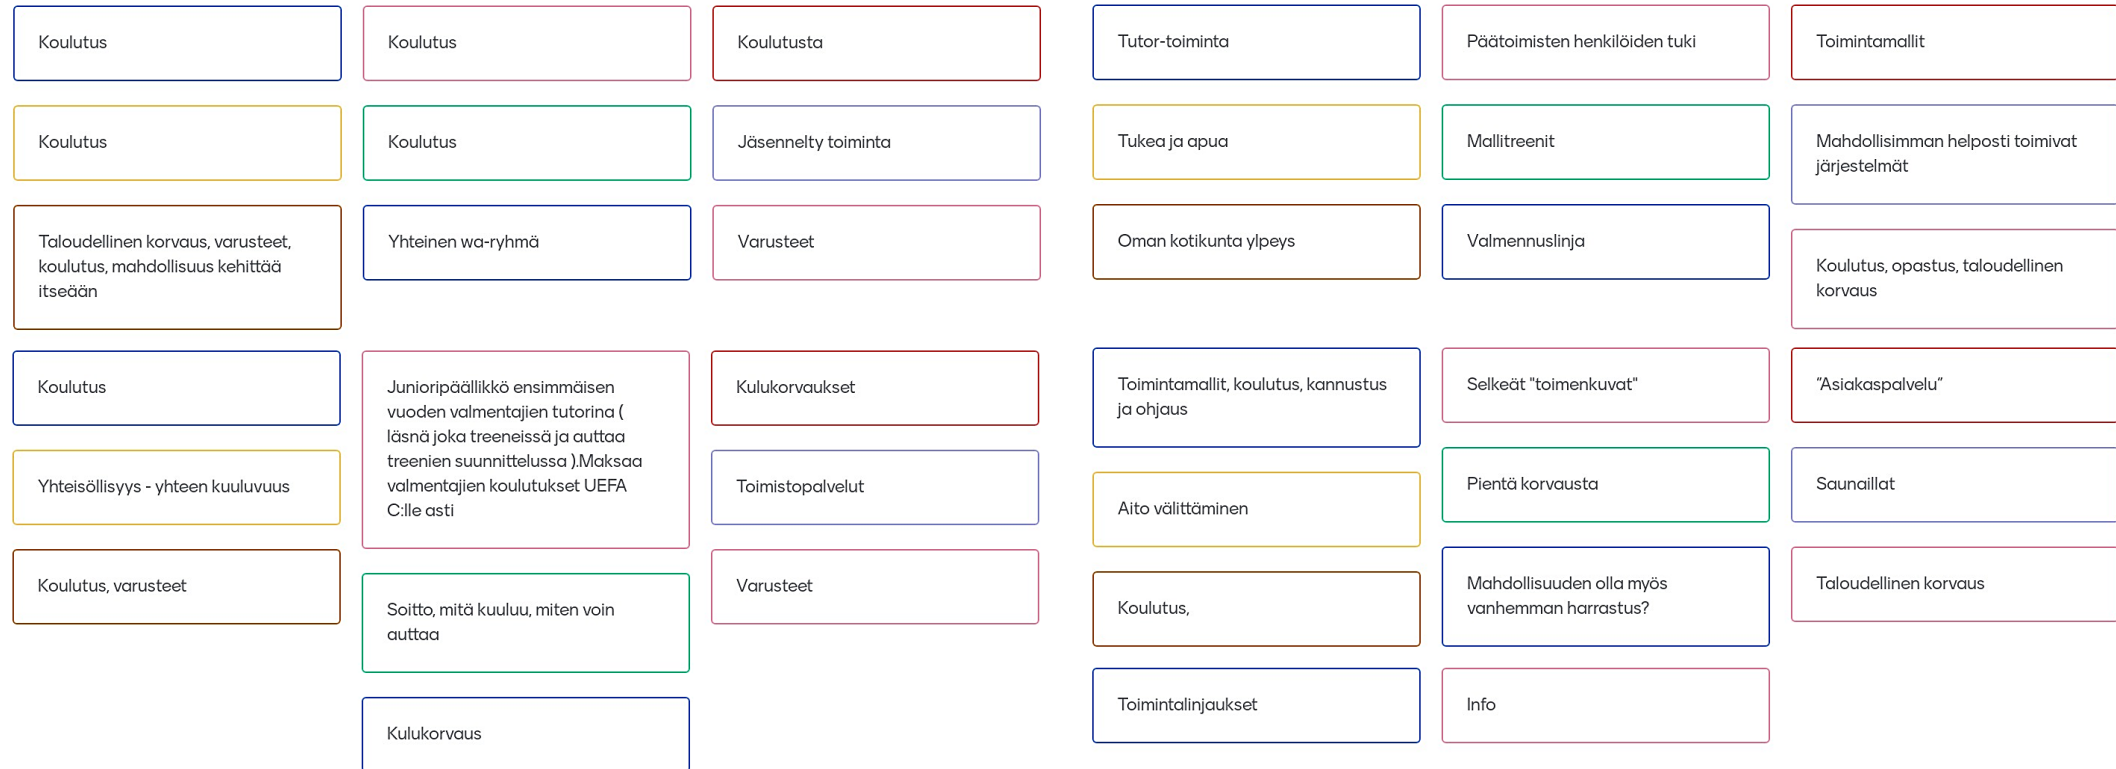 Koulutus
Koulutus
Koulutusta
Koulutus
Koulutus
Jäsennelty toiminta
Taloudellinen korvaus, varusteet,
koulutus, mahdollisuus kehittää
itseään
Yhteinen wa-ryhmä
Varusteet
Koulutus
Junioripäällikkö ensimmäisen
vuoden valmentajien tutorina (
läsnä joka treeneissä ja auttaa
treenien suunnittelussa ).Maksaa
valmentajien koulutukset UEFA
C:lle asti
Kulukorvaukset
Yhteisöllisyys - yhteen kuuluvuus
Toimistopalvelut
Koulutus, varusteet
Soitto, mitä kuuluu, miten voin
auttaa
Varusteet
Kulukorvaus
Tutor-toiminta
Päätoimisten henkilöiden tuki
Toimintamallit
Tukea ja apua
Mallitreenit
Mahdollisimman helposti toimivat
järjestelmät
Oman kotikunta ylpeys
Valmennuslinja
Koulutus, opastus, taloudellinen
korvaus
Toimintamallit, koulutus, kannustus
ja ohjaus
Selkeät "toimenkuvat"
"Asiakaspalvelu"
Aito välittäminen
Pientä korvausta
Saunaillat
Koulutus,
Mahdollisuuden olla myös
vanhemman harrastus?
Taloudellinen korvaus
Toimintalinjaukset
Info